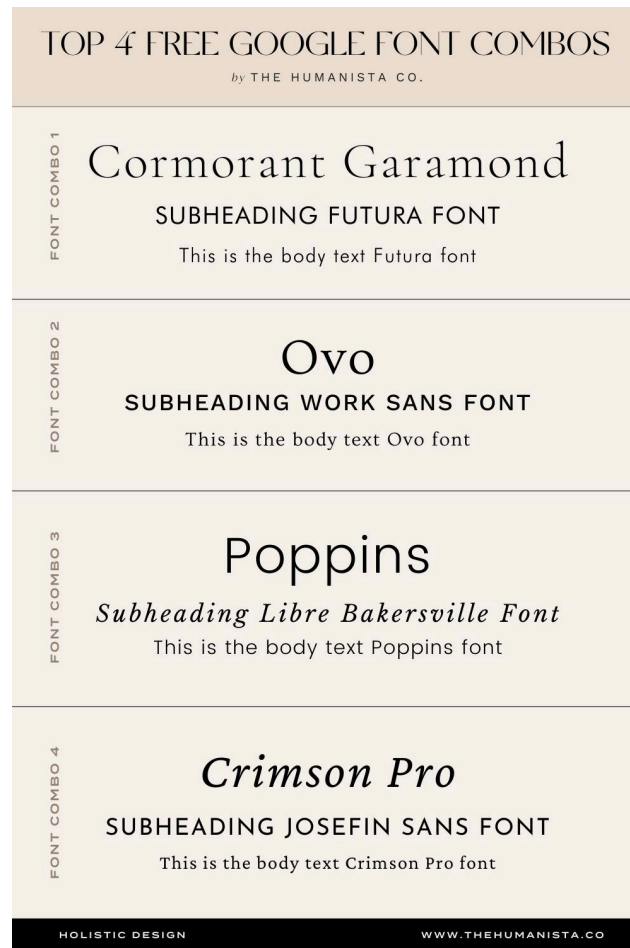 TOP 4 FREE GOOGLE FONT COMBOS
by THE HUMANISTA CO.
FONT COMBO 1
Cormorant Garamond
SUBHEADING FUTURA FONT
This is the body text Futura font
FONT COMBO 2
Ovo
SUBHEADING WORK SANS FONT
This is the body text Ovo font
FONT COMBO 3
Poppins
Subheading Libre Bakersville Font
This is the body text Poppins font
FONT COMBO 4
Crimson Pro
SUBHEADING JOSEFIN SANS FONT
This is the body text Crimson Pro font
HOLISTIC DESIGN
WWW.THEHUMANISTA.CO